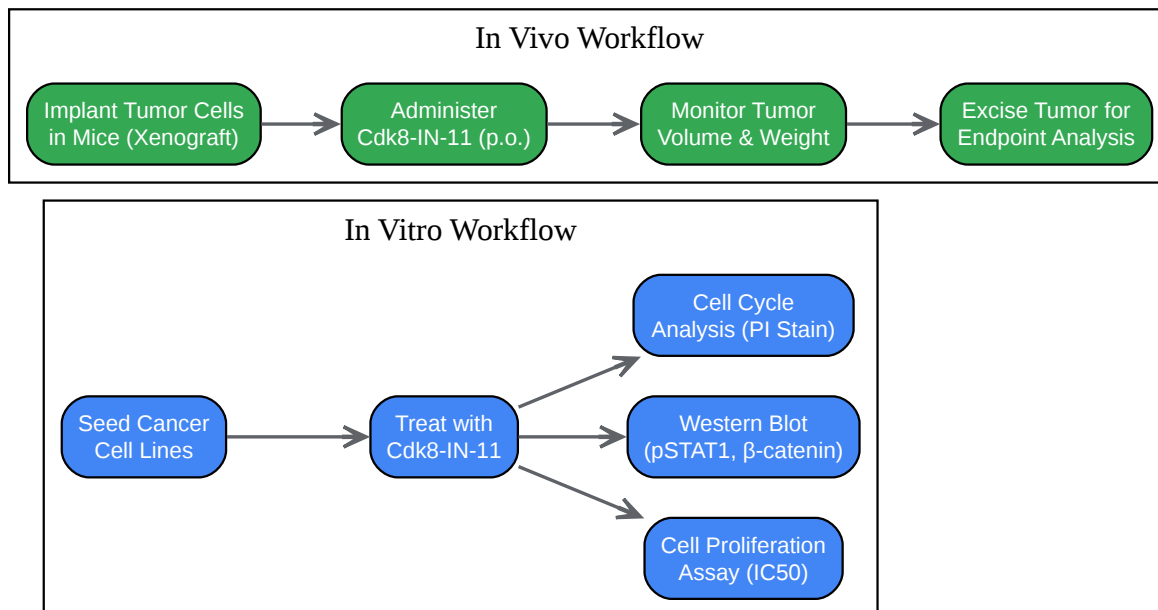 In Vivo Workflow
Implant Tumor Cells
in Mice (Xenograft)
Administer
Cdk8-IN-11 (p.o.)
Monitor Tumor
Volume & Weight
Excise Tumor for
Endpoint Analysis
In Vitro Workflow
Seed Cancer
Cell Lines
Treat with
Cdk8-IN-11
Cell Cycle
Analysis (PI Stain)
Western Blot
(pSTAT1, β-catenin)
Cell Proliferation
Assay (IC50)